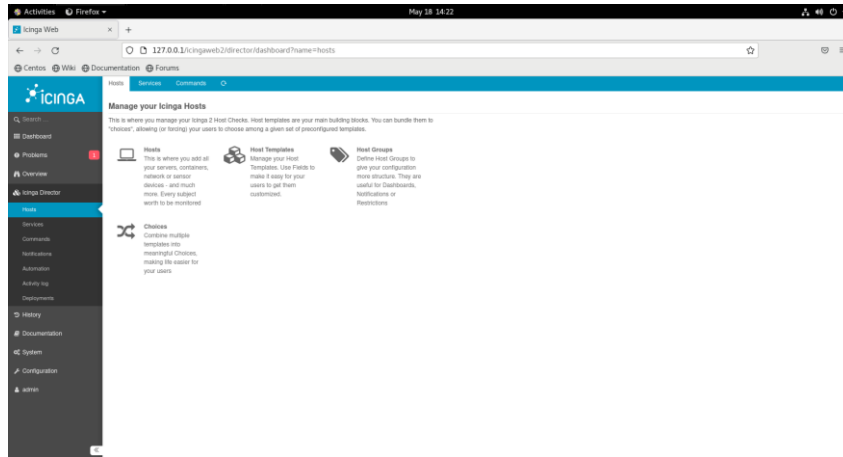 Activities Firefox May 18 14:22
Icinga Web × +
127.0.0.1/icingaweb2/director/dashboard?name=hosts
Centos Wiki Documentation Forums
ICINGA
Search ...
Dashboard
Problems 1
Overview
Icinga Director
Hosts
Services
Commands
Notifications
Automation
Activity log
Deployments
History
Documentation
System
Configuration
admin
Hosts Services Commands
Manage your Icinga Hosts
This is where you manage your Icinga 2 Host Checks. Host templates are your main building blocks. You can bundle them to
"choices", allowing (or forcing) your users to choose among a given set of preconfigured templates.
Hosts
This is where you add all
your servers, containers,
network or sensor
devices - and much
more. Every subject
worth to be monitored
Host Templates
Manage your Host
Templates. Use Fields to
make it easy for your
users to get them
customized.
Host Groups
Define Host Groups to
give your configuration
more structure. They are
useful for Dashboards,
Notifications or
Restrictions
Choices
Combine multiple
templates into
meaningful Choices,
making life easier for
your users